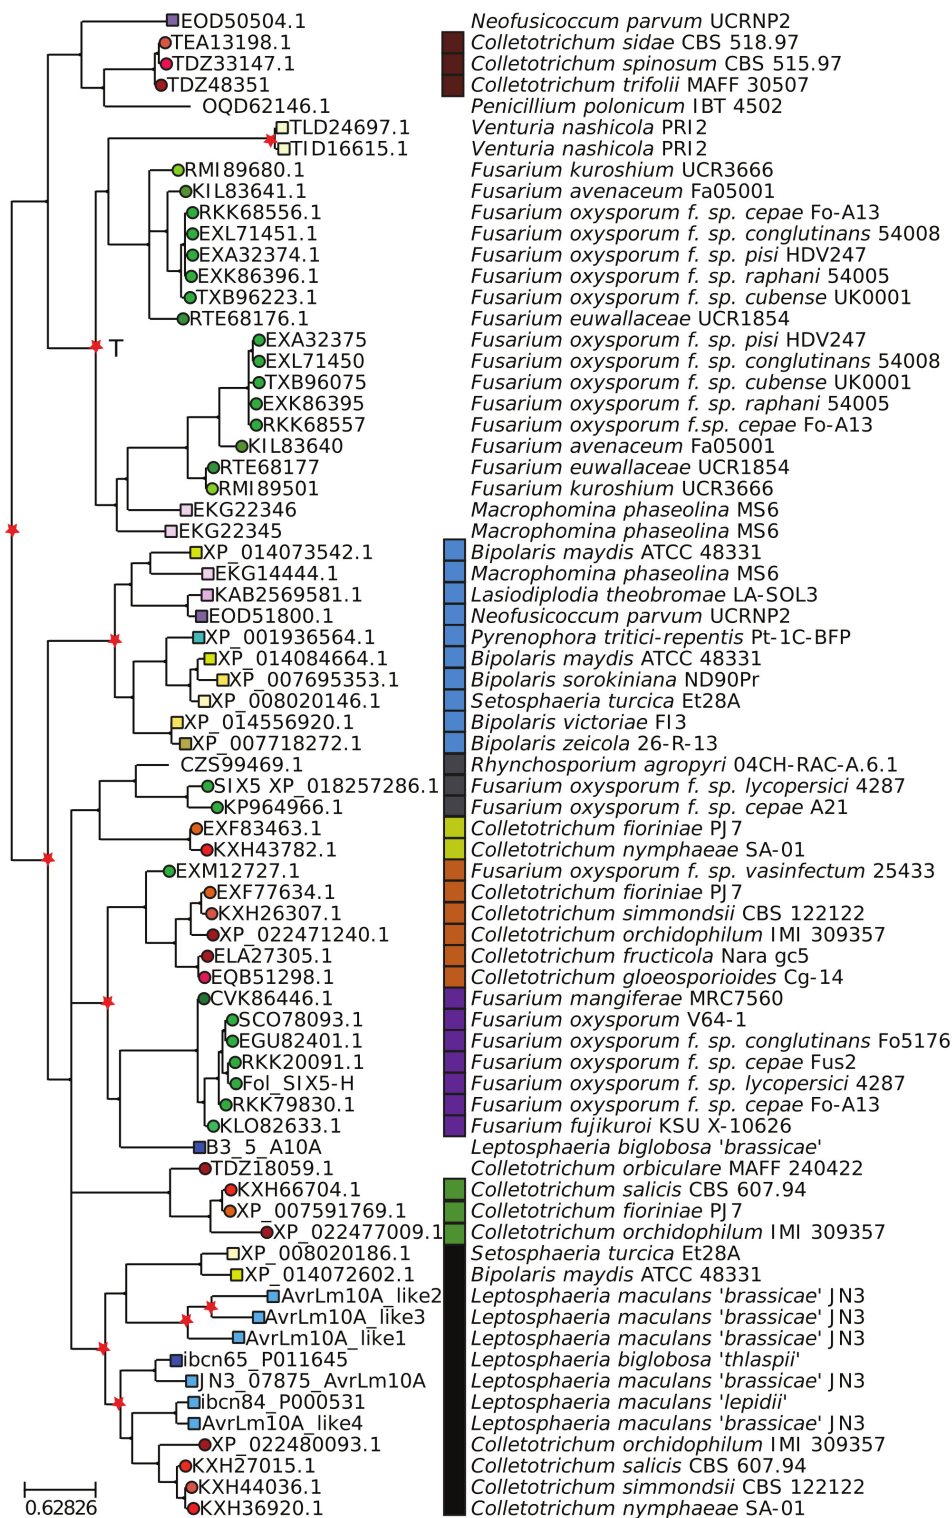 EOD50504.1 Neofusicoccum parvum UCRNP2
TEA13198.1 Colletotrichum sidae CBS 518.97
TDZ33147.1 Colletotrichum spinosum CBS 515.97
TDZ48351 Colletotrichum trifolii MAFF 30507
OQD62146.1 Penicillium polonicum IBT 4502
TLD24697.1 Venturia nashicola PRI2
TID16615.1 Venturia nashicola PRI2
RMI89680.1 Fusarium kuroshium UCR3666
KIL83641.1 Fusarium avenaceum Fa05001
RKK68556.1 Fusarium oxysporum f. sp. cepae Fo-A13
EXL71451.1 Fusarium oxysporum f. sp. conglutinans 54008
EXA32374.1 Fusarium oxysporum f. sp. pisi HDV247
EXK86396.1 Fusarium oxysporum f. sp. raphani 54005
TXB96223.1 Fusarium oxysporum f. sp. cubense UK0001
RTE68176.1 Fusarium euwallaceae UCR1854
EXA32375 Fusarium oxysporum f. sp. pisi HDV247
T
EXL71450 Fusarium oxysporum f. sp. conglutinans 54008
TXB96075 Fusarium oxysporum f. sp. cubense UK0001
EXK86395 Fusarium oxysporum f. sp. raphani 54005
RKK68557 Fusarium oxysporum f.sp. cepae Fo-A13
KIL83640 Fusarium avenaceum Fa05001
RTE68177 Fusarium euwallaceae UCR1854
RMI89501 Fusarium kuroshium UCR3666
EKG22346 Macrophomina phaseolina MS6
EKG22345 Macrophomina phaseolina MS6
XP_014073542.1 Bipolaris maydis ATCC 48331
EKG14444.1 Macrophomina phaseolina MS6
KAB2569581.1 Lasiodiplodia theobromae LA-SOL3
EOD51800.1 Neofusicoccum parvum UCRNP2
XP_001936564.1 Pyrenophora tritici-repentis Pt-1C-BFP
XP_014084664.1 Bipolaris maydis ATCC 48331
XP_007695353.1 Bipolaris sorokiniana ND90Pr
XP_008020146.1 Setosphaeria turcica Et28A
XP_014556920.1 Bipolaris victoriae FI3
XP_007718272.1 Bipolaris zeicola 26-R-13
CZS99469.1 Rhynchosporium agropyri 04CH-RAC-A.6.1
SIX5 XP_018257286.1 Fusarium oxysporum f. sp. lycopersici 4287
KP964966.1 Fusarium oxysporum f. sp. cepae A21
EXF83463.1 Colletotrichum fioriniae PJ7
KXH43782.1 Colletotrichum nymphaeae SA-01
EXM12727.1 Fusarium oxysporum f. sp. vasinfectum 25433
EXF77634.1 Colletotrichum fioriniae PJ7
KXH26307.1 Colletotrichum simmondsii CBS 122122
XP_022471240.1 Colletotrichum orchidophilum IMI 309357
ELA27305.1 Colletotrichum fructicola Nara gc5
EQB51298.1 Colletotrichum gloeosporioides Cg-14
CVK86446.1 Fusarium mangiferae MRC7560
SCO78093.1 Fusarium oxysporum V64-1
EGU82401.1 Fusarium oxysporum f. sp. conglutinans Fo5176
RKK20091.1 Fusarium oxysporum f. sp. cepae Fus2
Fol_SIX5-H Fusarium oxysporum f. sp. lycopersici 4287
RKK79830.1 Fusarium oxysporum f. sp. cepae Fo-A13
KLO82633.1 Fusarium fujikuroi KSU X-10626
B3_5_A10A Leptosphaeria biglobosa 'brassicae'
TDZ18059.1 Colletotrichum orbiculare MAFF 240422
KXH66704.1 Colletotrichum salicis CBS 607.94
XP_007591769.1 Colletotrichum fioriniae PJ7
XP_022477009.1 Colletotrichum orchidophilum IMI 309357
XP_008020186.1 Setosphaeria turcica Et28A
XP_014072602.1 Bipolaris maydis ATCC 48331
AvrLm10A_like2 Leptosphaeria maculans 'brassicae' JN3
AvrLm10A_like3 Leptosphaeria maculans 'brassicae' JN3
AvrLm10A_like1 Leptosphaeria maculans 'brassicae' JN3
ibcn65_P011645 Leptosphaeria biglobosa 'thlaspii'
JN3_07875_AvrLm10A Leptosphaeria maculans 'brassicae' JN3
ibcn84_P000531 Leptosphaeria maculans 'lepidii'
AvrLm10A_like4 Leptosphaeria maculans 'brassicae' JN3
XP_022480093.1 Colletotrichum orchidophilum IMI 309357
KXH27015.1 Colletotrichum salicis CBS 607.94
KXH44036.1 Colletotrichum simmondsii CBS 122122
KXH36920.1 Colletotrichum nymphaeae SA-01
0.62826